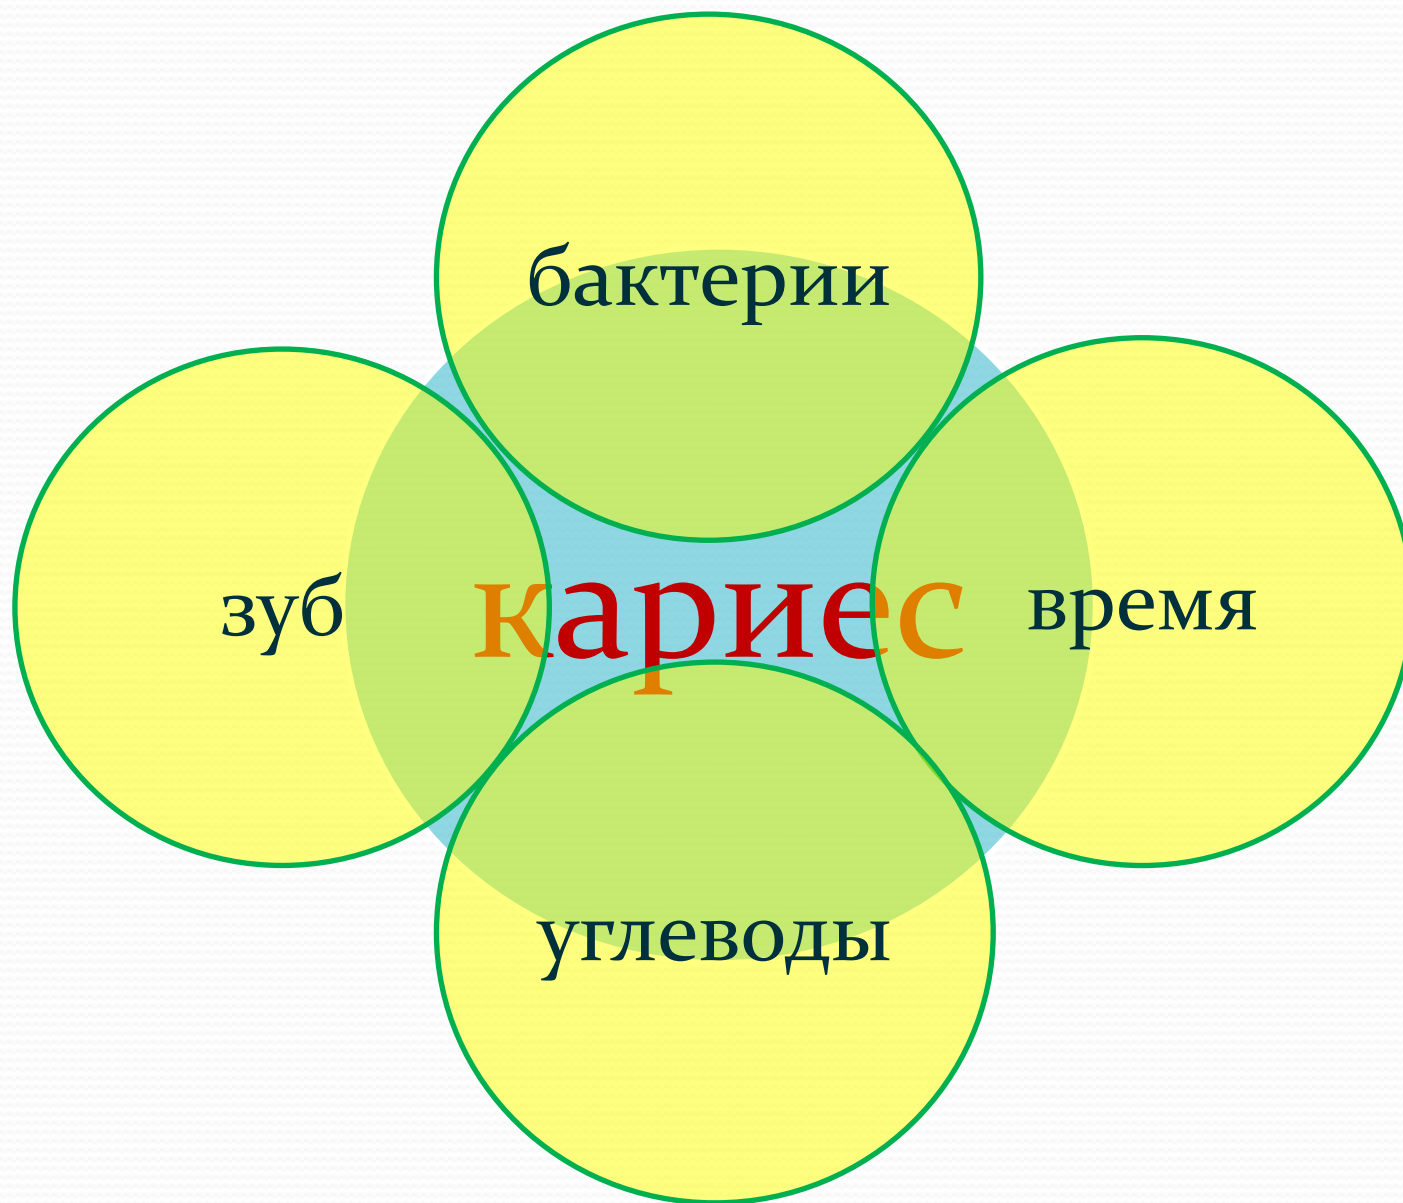 бактерии
зуб
кариес
время
углеводы